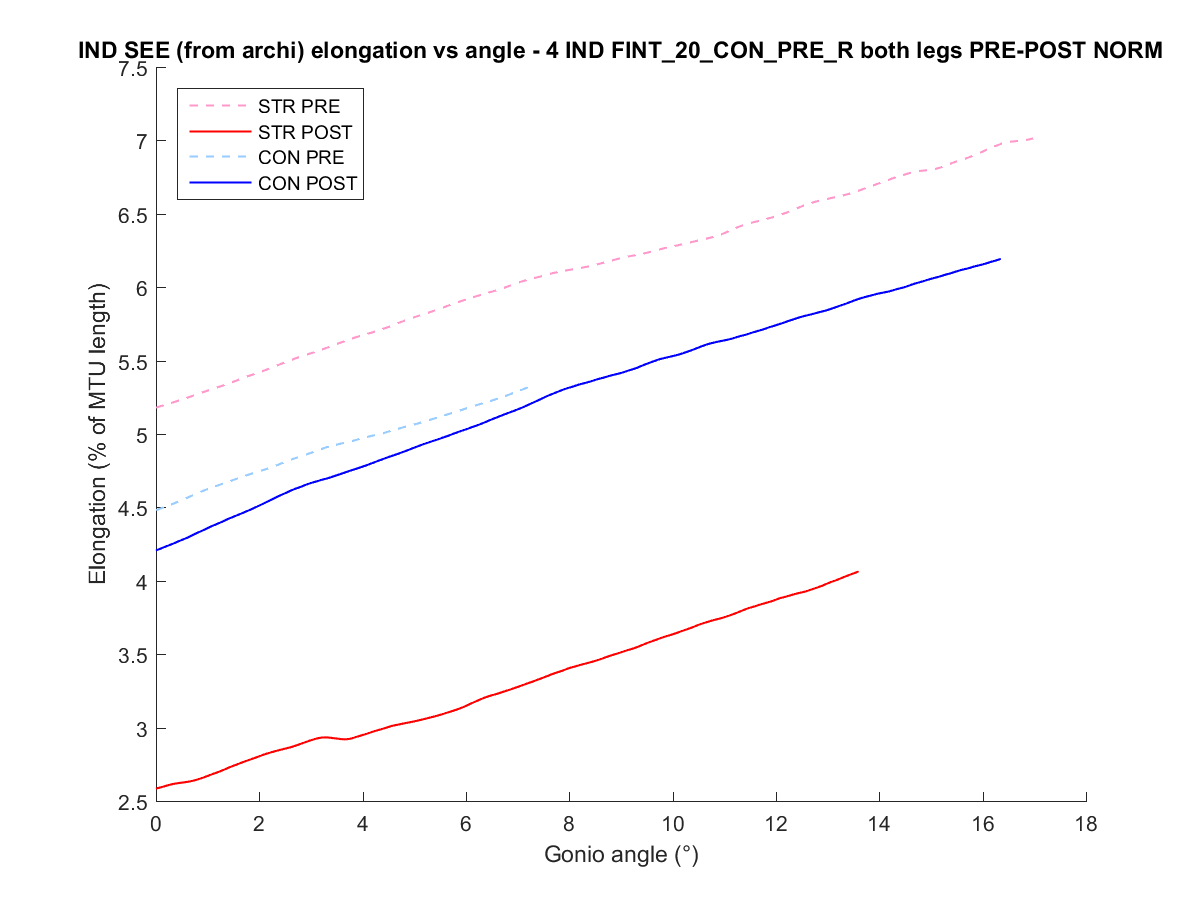 IND SEE (from archi) elongation vs angle - 4 IND FINT_20_CON_PRE_R both legs PRE-POST NORM
7.5
7
6.5
6
5.5
5
4.5
4
3.5
3
2.5
Elongation (% of MTU length)
STR PRE
STR POST
CON PRE
CON POST
0 2 4 6 8 10 12 14 16 18
Gonio angle (°)